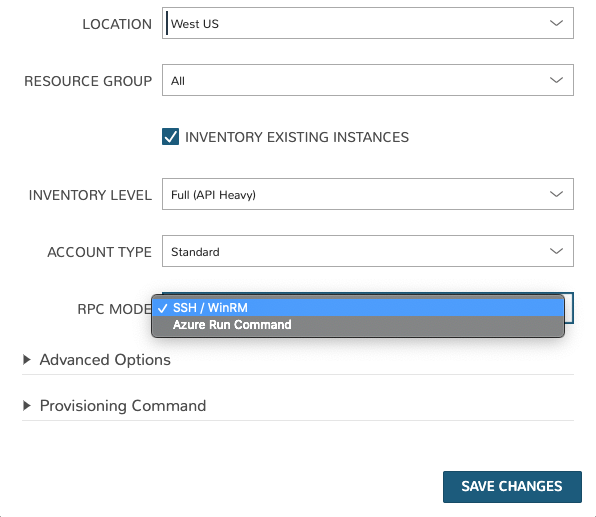 LOCATION West US
RESOURCE GROUP All
INVENTORY EXISTING INSTANCES
INVENTORY LEVEL Full (API Heavy)
ACCOUNT TYPE Standard
RPC MODE SSH / WinRM
Azure Run Command
Advanced Options
Provisioning Command
SAVE CHANGES